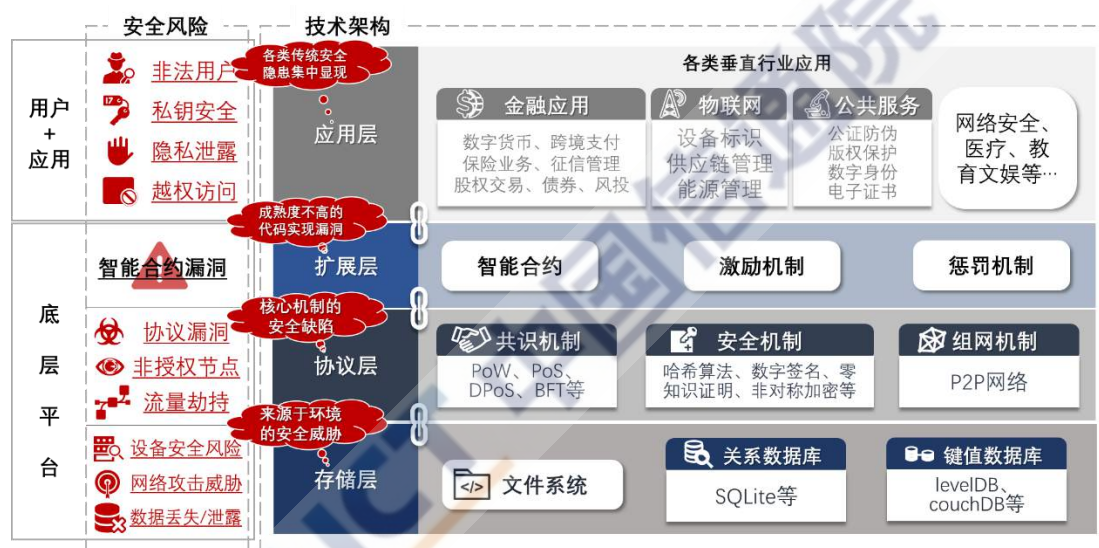 安全风险
技术架构
用户
+
应用
非法用户
私钥安全
隐私泄露
越权访问
各类传统安全
隐患集中显现
应用层
各类垂直行业应用
金融应用
数字货币、跨境支付
保险业务、征信管理
股权交易、债券、风投
物联网
设备标识
供应链管理
能源管理
公共服务
公证防伪
版权保护
数字身份
电子证书
网络安全、
医疗、教
育文娱等…
底
层
平
台
智能合约漏洞
成熟度不高的
代码实现漏洞
扩展层
智能合约
激励机制
惩罚机制
协议漏洞
非授权节点
流量劫持
核心机制的
安全缺陷
协议层
共识机制
PoW、PoS、
DPoS、BFT等
安全机制
哈希算法、数字签名、零
知识证明、非对称加密等
组网机制
P2P网络
设备安全风险
网络攻击威胁
数据丢失/泄露
来源于环境
的安全威胁
存储层
</>
文件系统
关系数据库
SQLite等
键值数据库
levelDB、
couchDB等
ICT中国信通院